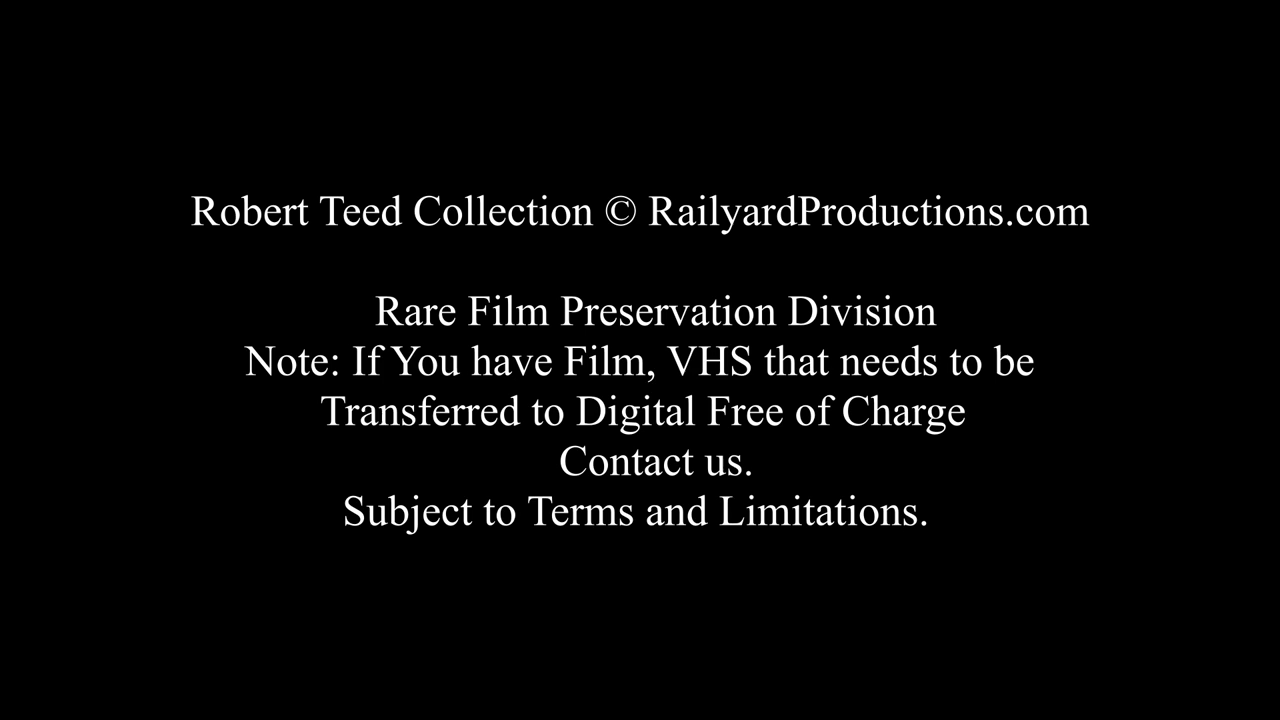 Robert Teed Collection © RailyardProductions.com
Rare Film Preservation Division
Note: If You have Film, VHS that needs to be
Transferred to Digital Free of Charge
Contact us.
Subject to Terms and Limitations.